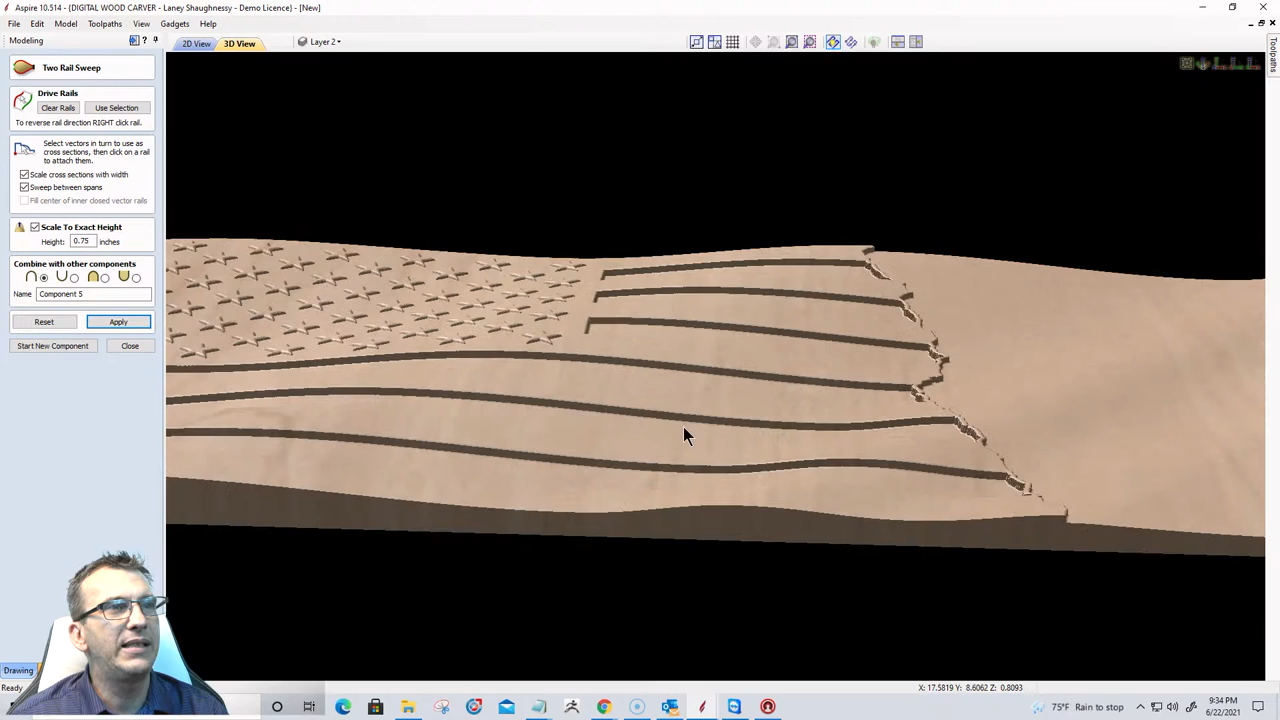 Aspire 10.514 - (DIGITAL WOOD CARVER - Laney Shaughnessy - Demo Licence) - [New]
File Edit Model Toolpaths View Gadgets Help
Modeling
2D View 3D View Layer 2
Two Rail Sweep
Drive Rails
Clear Rails Use Selection
To reverse rail direction RIGHT click rail.
Select vectors in turn to use as
cross sections, then click on a rail
to attach them.
Scale cross sections with width
Sweep between spans
Fill center of inner closed vector rails
Scale To Exact Height
Height: 0.75 inches
Combine with other components
Name Component 5
Reset Apply
Start New Component Close
Toolpaths
Drawing
Ready
X: 17.5819 Y: 8.6062 Z: 0.8093
75°F Rain to stop
9:34 PM
6/22/2021